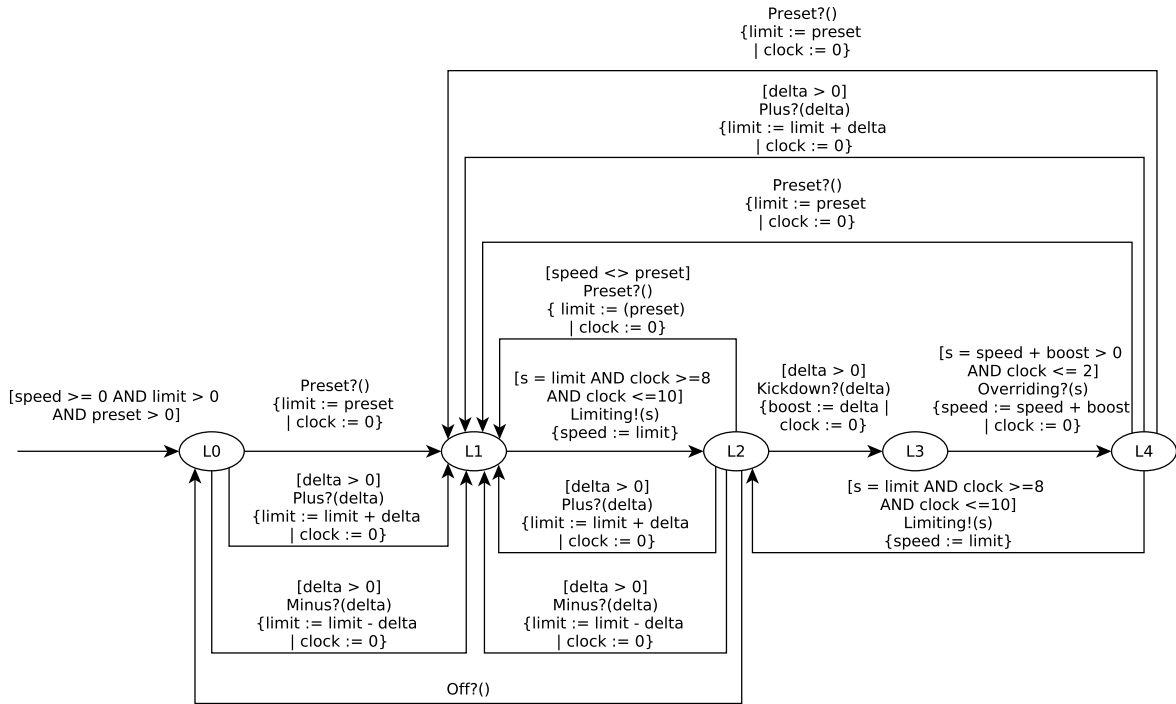 Preset?()
{limit := preset
| clock := 0}
[delta > 0]
Plus?(delta)
{limit := limit + delta
| clock := 0}
Preset?()
{limit := preset
| clock := 0}
[speed <> preset]
Preset?()
{ limit := (preset)
| clock := 0}
[speed >= 0 AND limit > 0
AND preset > 0]
Preset?()
{limit := preset
| clock := 0}
[s = limit AND clock >=8
AND clock <=10]
Limiting!(s)
{speed := limit}
[delta > 0]
Kickdown?(delta)
{boost := delta |
clock := 0}
[s = speed + boost > 0
AND clock <= 2]
Overriding?(s)
{speed := speed + boost
| clock := 0}
L0
L1
L2
L3
L4
[delta > 0]
Plus?(delta)
{limit := limit + delta
| clock := 0}
[delta > 0]
Plus?(delta)
{limit := limit + delta
| clock := 0}
[s = limit AND clock >=8
AND clock <=10]
Limiting!(s)
{speed := limit}
[delta > 0]
Minus?(delta)
{limit := limit - delta
| clock := 0}
[delta > 0]
Minus?(delta)
{limit := limit - delta
| clock := 0}
Off?()